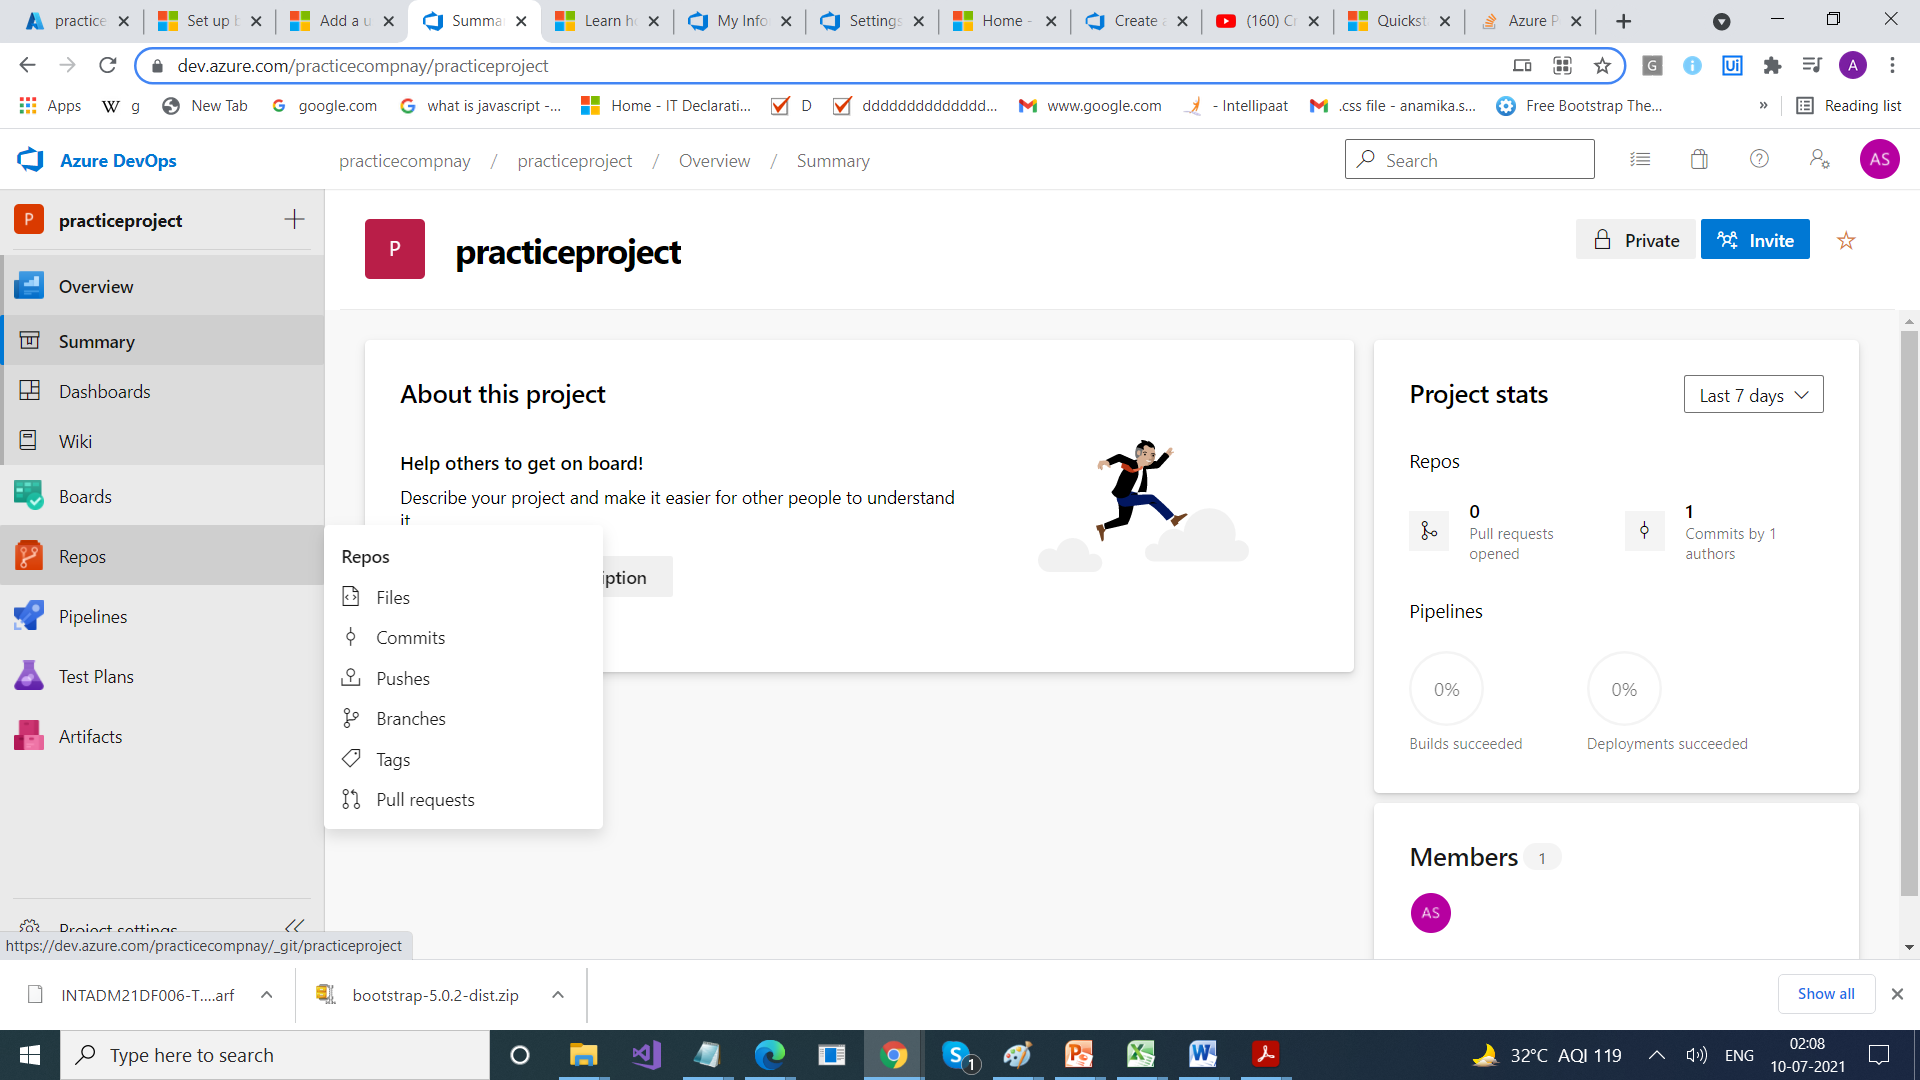 practice
Set up b
Add a u
Summa
Learn h
My Info
Settings
Home -
Create a
(160) Cr
Quickst
Azure P
dev.azure.com/practicecompnay/practiceproject
G
Ui
A
Apps
W g
New Tab
G google.com
G what is javascript -...
Home - IT Declarati...
D
ddddddddddddddd...
www.google.com
- Intellipaat
.css file - anamika.s...
Free Bootstrap The...
»
Reading list
Azure DevOps
practicecompnay / practiceproject / Overview / Summary
Search
AS
P practiceproject
Overview
Summary
Dashboards
Wiki
Boards
Repos
Pipelines
Test Plans
Artifacts
Project settings
https://dev.azure.com/practicecompnay/_git/practiceproject
P practiceproject
Private
Invite
About this project
Help others to get on board!
Describe your project and make it easier for other people to understand
it
iption
Repos
Files
Commits
Pushes
Branches
Tags
Pull requests
Project stats
Last 7 days
Repos
0
Pull requests
opened
1
Commits by 1
authors
Pipelines
0%
Builds succeeded
0%
Deployments succeeded
Members 1
AS
INTADM21DF006-T....arf
bootstrap-5.0.2-dist.zip
Show all
Type here to search
S 1
32°C AQI 119
ENG
02:08
10-07-2021